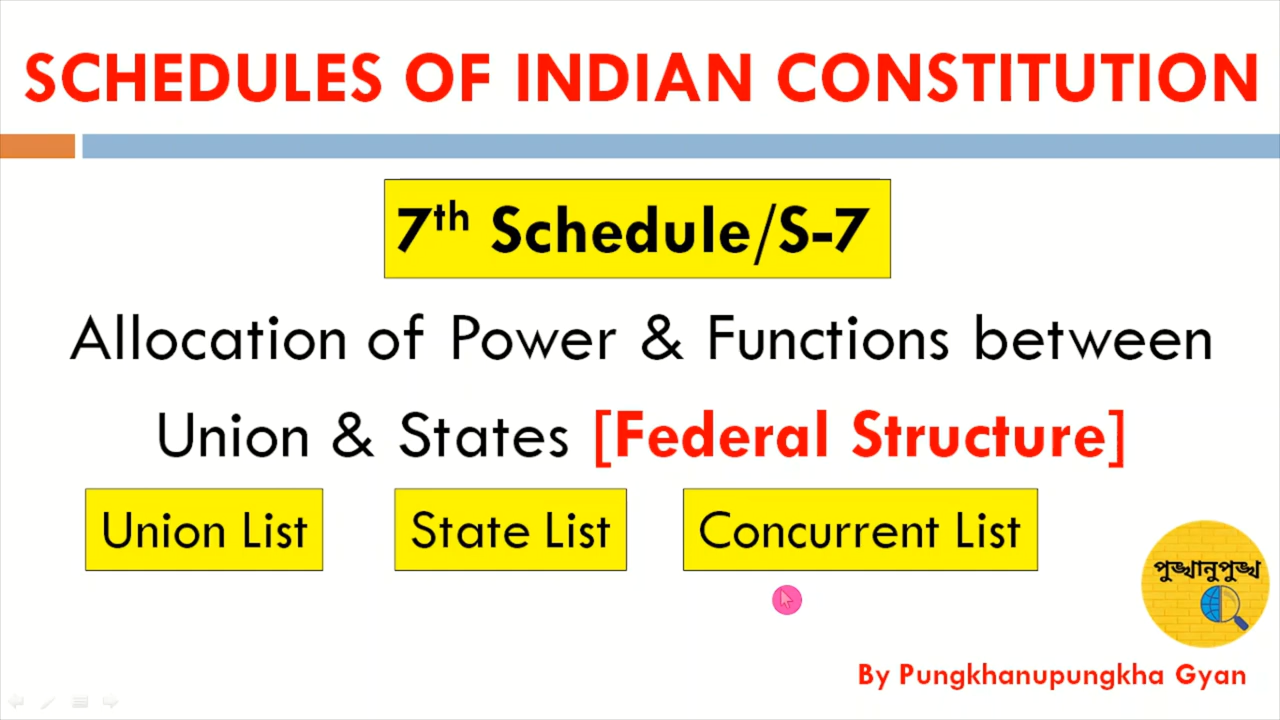 SCHEDULES OF INDIAN CONSTITUTION
7th Schedule/S-7
Allocation of Power & Functions between
Union & States [Federal Structure]
Union List State List Concurrent List
পুঙ্খানুপুঙ্খ
By Pungkhanupungkha Gyan